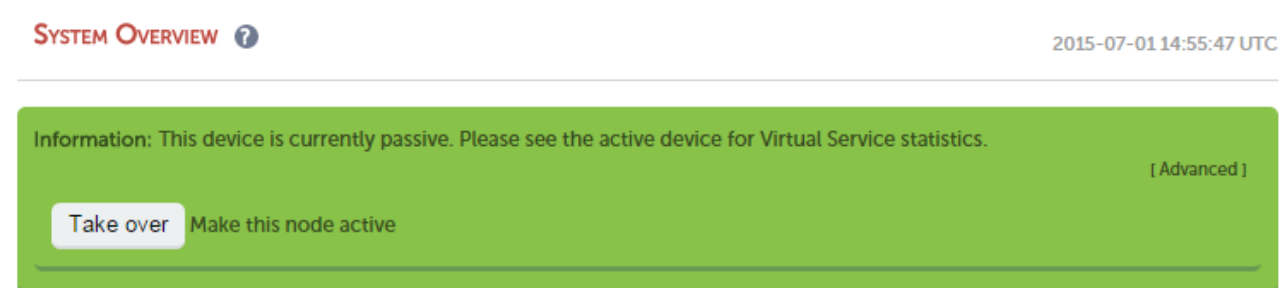 SYSTEM OVERVIEW ?
2015-07-01 14:55:47 UTC
Information: This device is currently passive. Please see the active device for Virtual Service statistics.
[ Advanced ]
Take over Make this node active